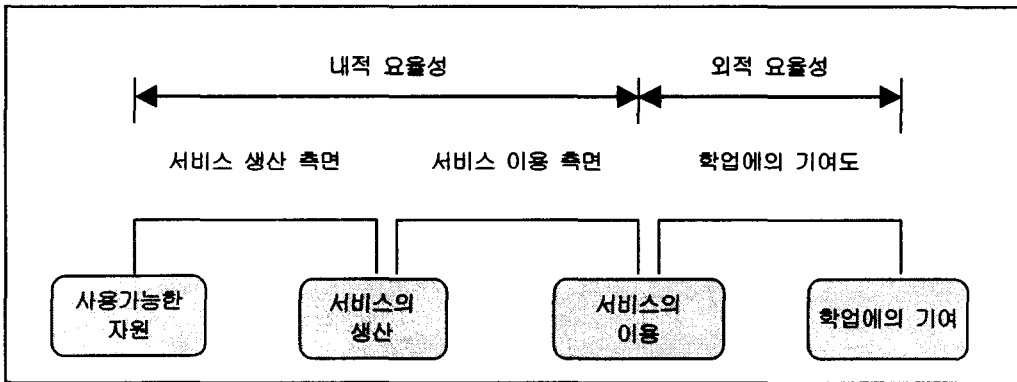 내적 요율성
외적 요율성
서비스 생산 측면
서비스 이용 측면
학업에의 기여도
사용가능한
자원
서비스의
생산
서비스의
이용
학업에의 기여